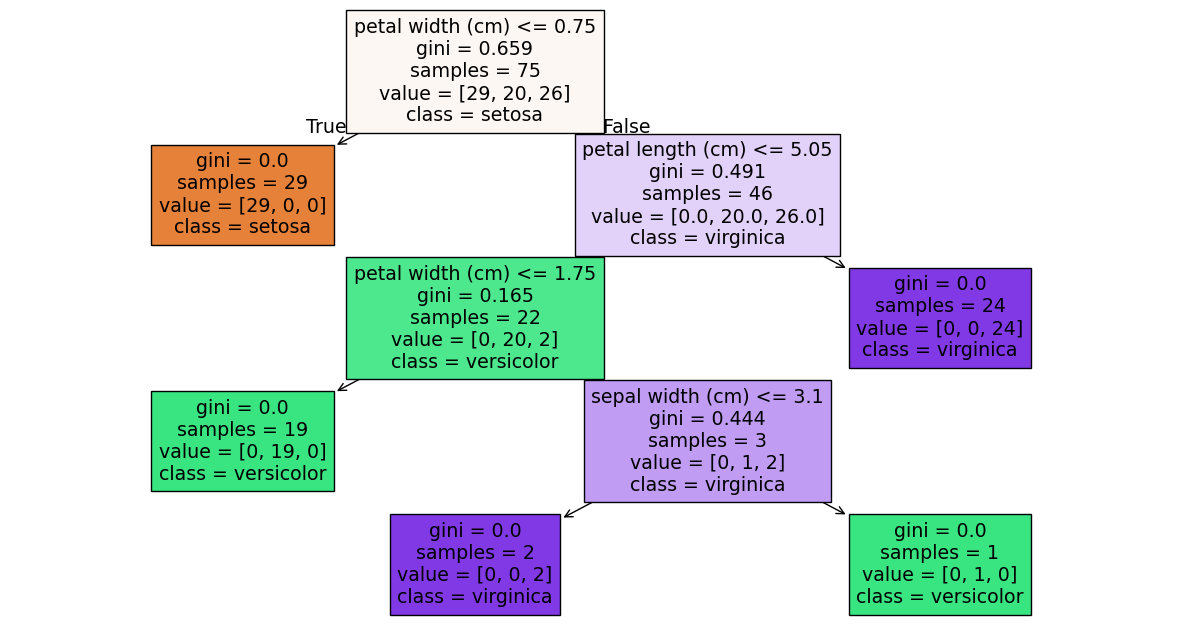 petal width (cm) <= 0.75
gini = 0.659
samples = 75
value = [29, 20, 26]
class = setosa
True
False
gini = 0.0
samples = 29
value = [29, 0, 0]
class = setosa
petal length (cm) <= 5.05
gini = 0.491
samples = 46
value = [0.0, 20.0, 26.0]
class = virginica
petal width (cm) <= 1.75
gini = 0.165
samples = 22
value = [0, 20, 2]
class = versicolor
gini = 0.0
samples = 24
value = [0, 0, 24]
class = virginica
gini = 0.0
samples = 19
value = [0, 19, 0]
class = versicolor
sepal width (cm) <= 3.1
gini = 0.444
samples = 3
value = [0, 1, 2]
class = virginica
gini = 0.0
samples = 2
value = [0, 0, 2]
class = virginica
gini = 0.0
samples = 1
value = [0, 1, 0]
class = versicolor